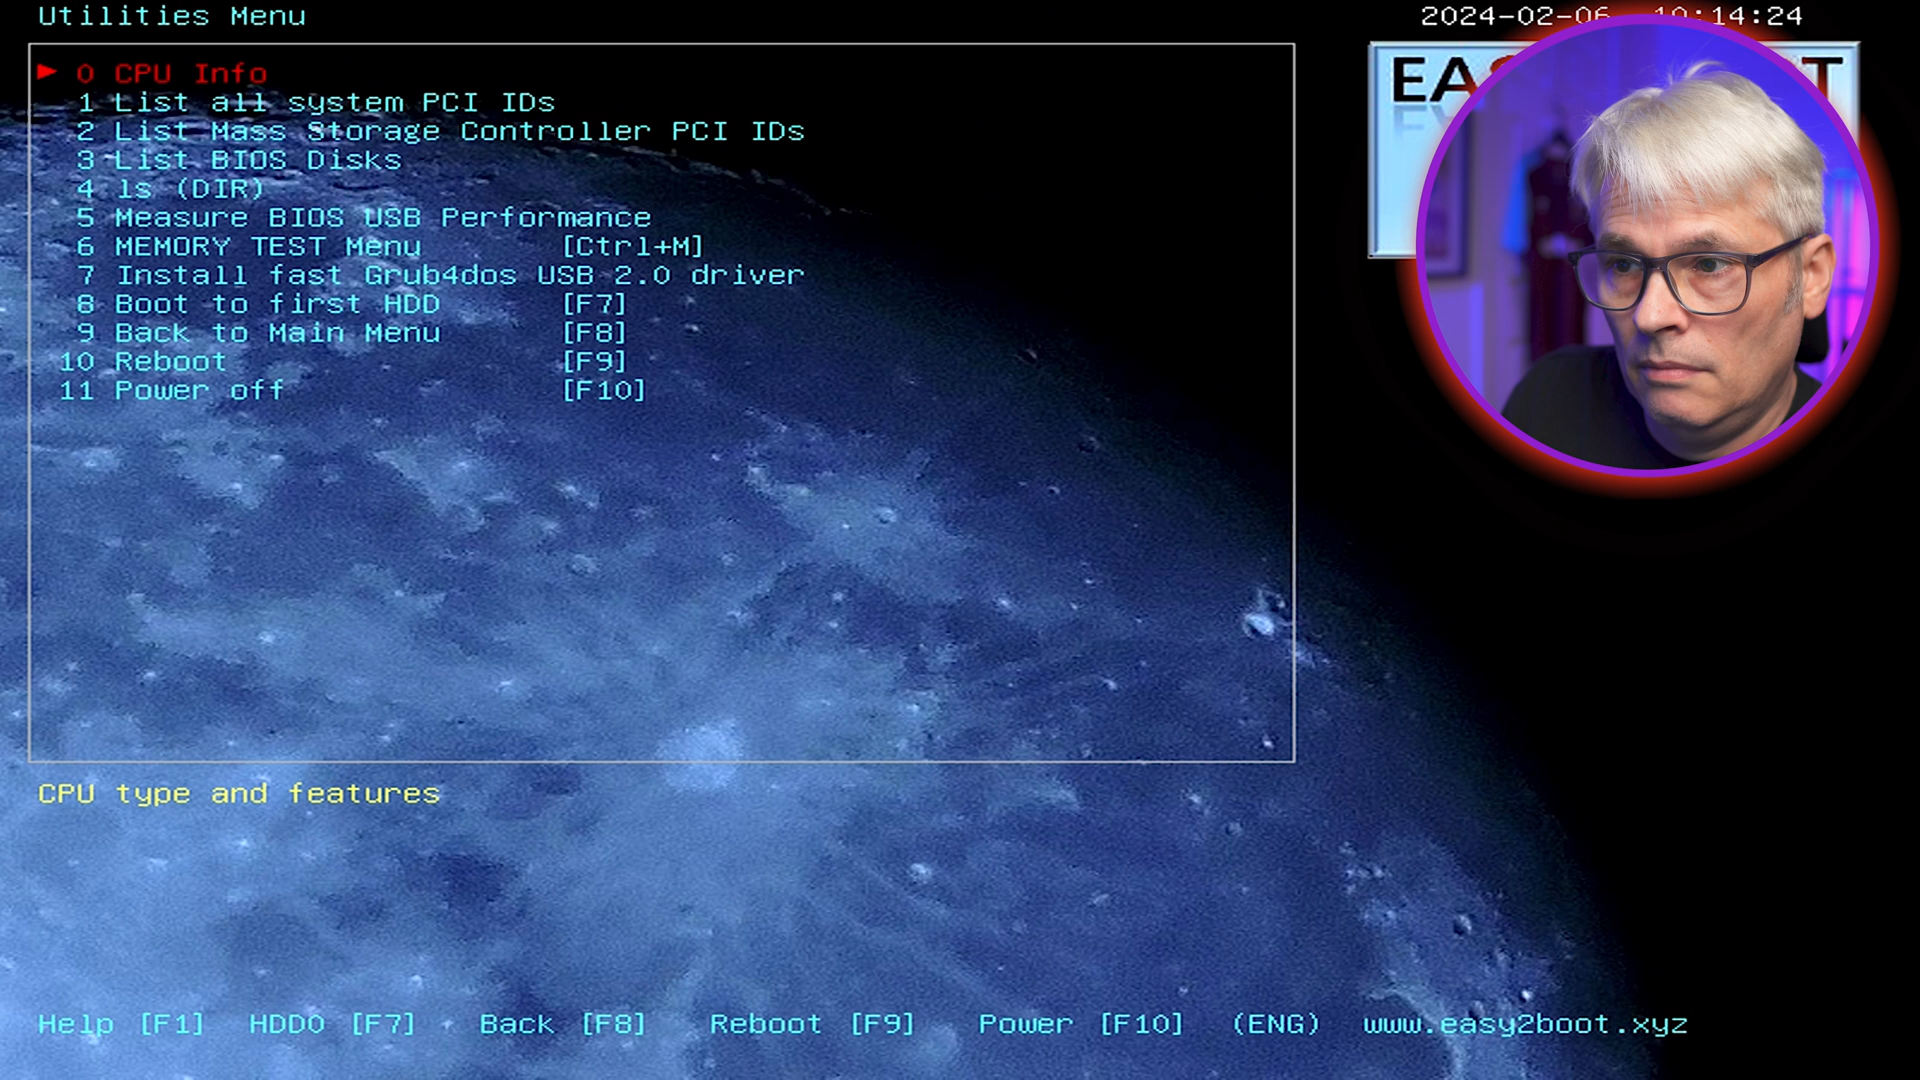 Utilities Menu
2024-02-06 :14:24
0 CPU Info
1 List all system PCI IDs
2 List Mass Storage Controller PCI IDs
3 List BIOS Disks
4 ls (DIR)
5 Measure BIOS USB Performance
6 MEMORY TEST Menu [Ctrl+M]
7 Install fast Grub4dos USB 2.0 driver
8 Boot to first HDD [F7]
9 Back to Main Menu [F8]
10 Reboot [F9]
11 Power off [F10]
CPU type and features
Help [F1] HDD0 [F7] Back [F8] Reboot [F9] Power [F10] (ENG) www.easy2boot.xyz